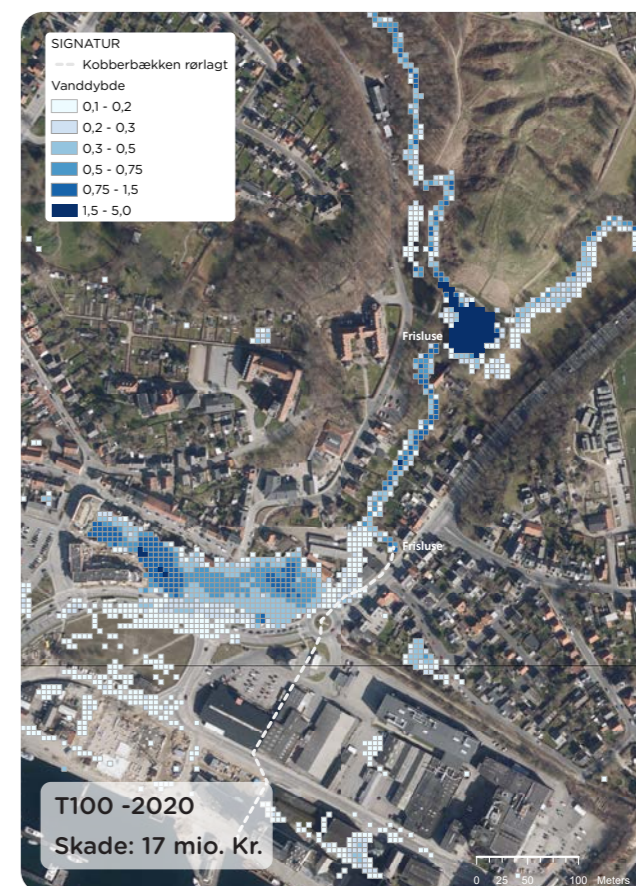 SIGNATUR
Kobberbækken rørlagt
Vanddybde
0,1 - 0,2
0,2 - 0,3
0,3 - 0,5
0,5 - 0,75
0,75 - 1,5
1,5 - 5,0
Frisluse
Frisluse
T100 -2020
Skade: 17 mio. Kr.
0 25 50 100 Meters